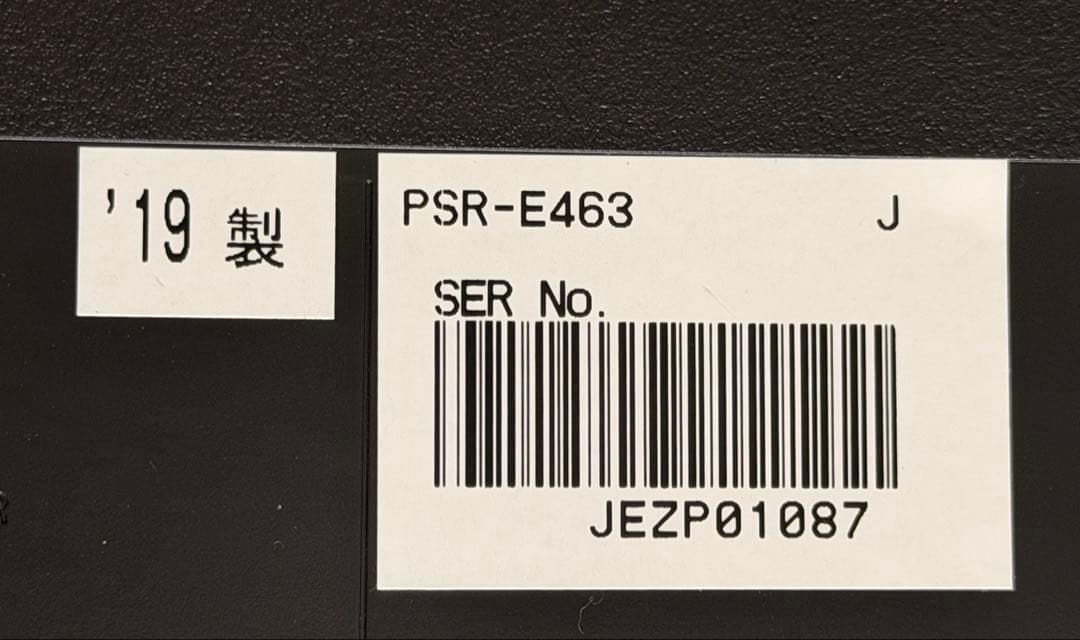 '19 製
PSR-E463 J
SER No.
JEZP01087